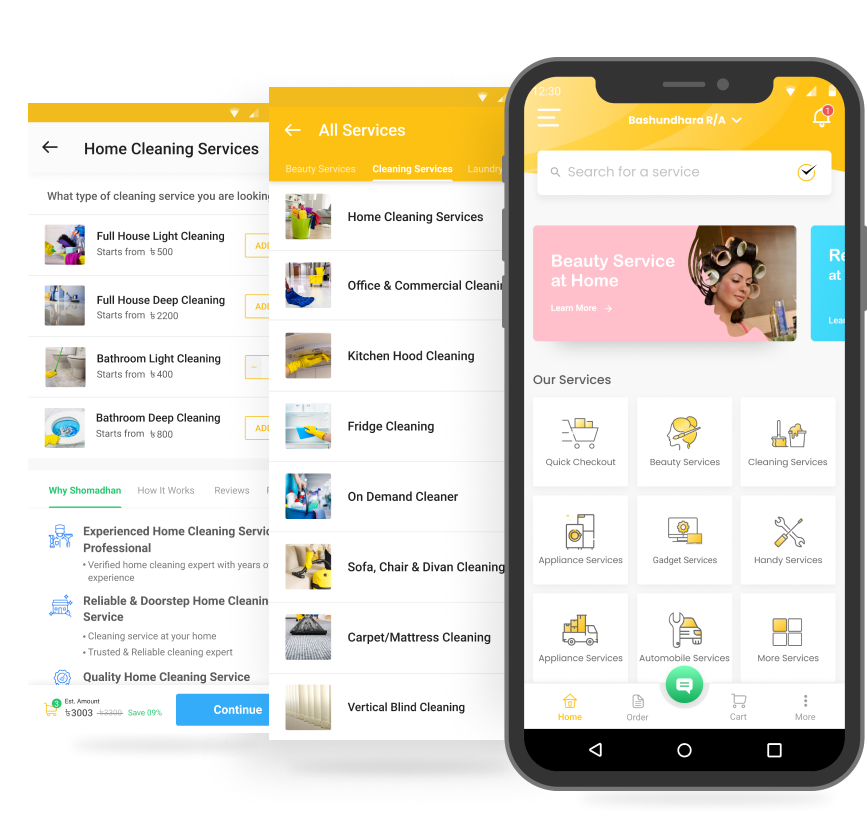 Home Cleaning Services
What type of cleaning service you are lookin
Full House Light Cleaning
Starts from ৳ 500
ADD
Full House Deep Cleaning
Starts from ৳ 2200
ADD
Bathroom Light Cleaning
Starts from ৳ 400
Bathroom Deep Cleaning
Starts from ৳ 800
ADD
Why Shomadhan How It Works Reviews
Experienced Home Cleaning Servic
Professional
• Verified home cleaning expert with years o
experience
Reliable & Doorstep Home Cleanin
Service
• Cleaning service at your home
• Trusted & Reliable cleaning expert
Quality Home Cleaning Service
3
Est. Amount
৳3003 ৳3300 Save 09%
Continue
All Services
Beauty Services Cleaning Services Laundry
Home Cleaning Services
Office & Commercial Cleanin
Kitchen Hood Cleaning
Fridge Cleaning
On Demand Cleaner
Sofa, Chair & Divan Cleaning
Carpet/Mattress Cleaning
Vertical Blind Cleaning
12:30
Bashundhara R/A
1
Search for a service
Beauty Service
at Home
Learn More
Re
at
Lea
Our Services
Quick Checkout
Beauty Services
Cleaning Services
Appliance Services
Gadget Services
Handy Services
Appliance Services
Automobile Services
More Services
Home
Order
Cart
More